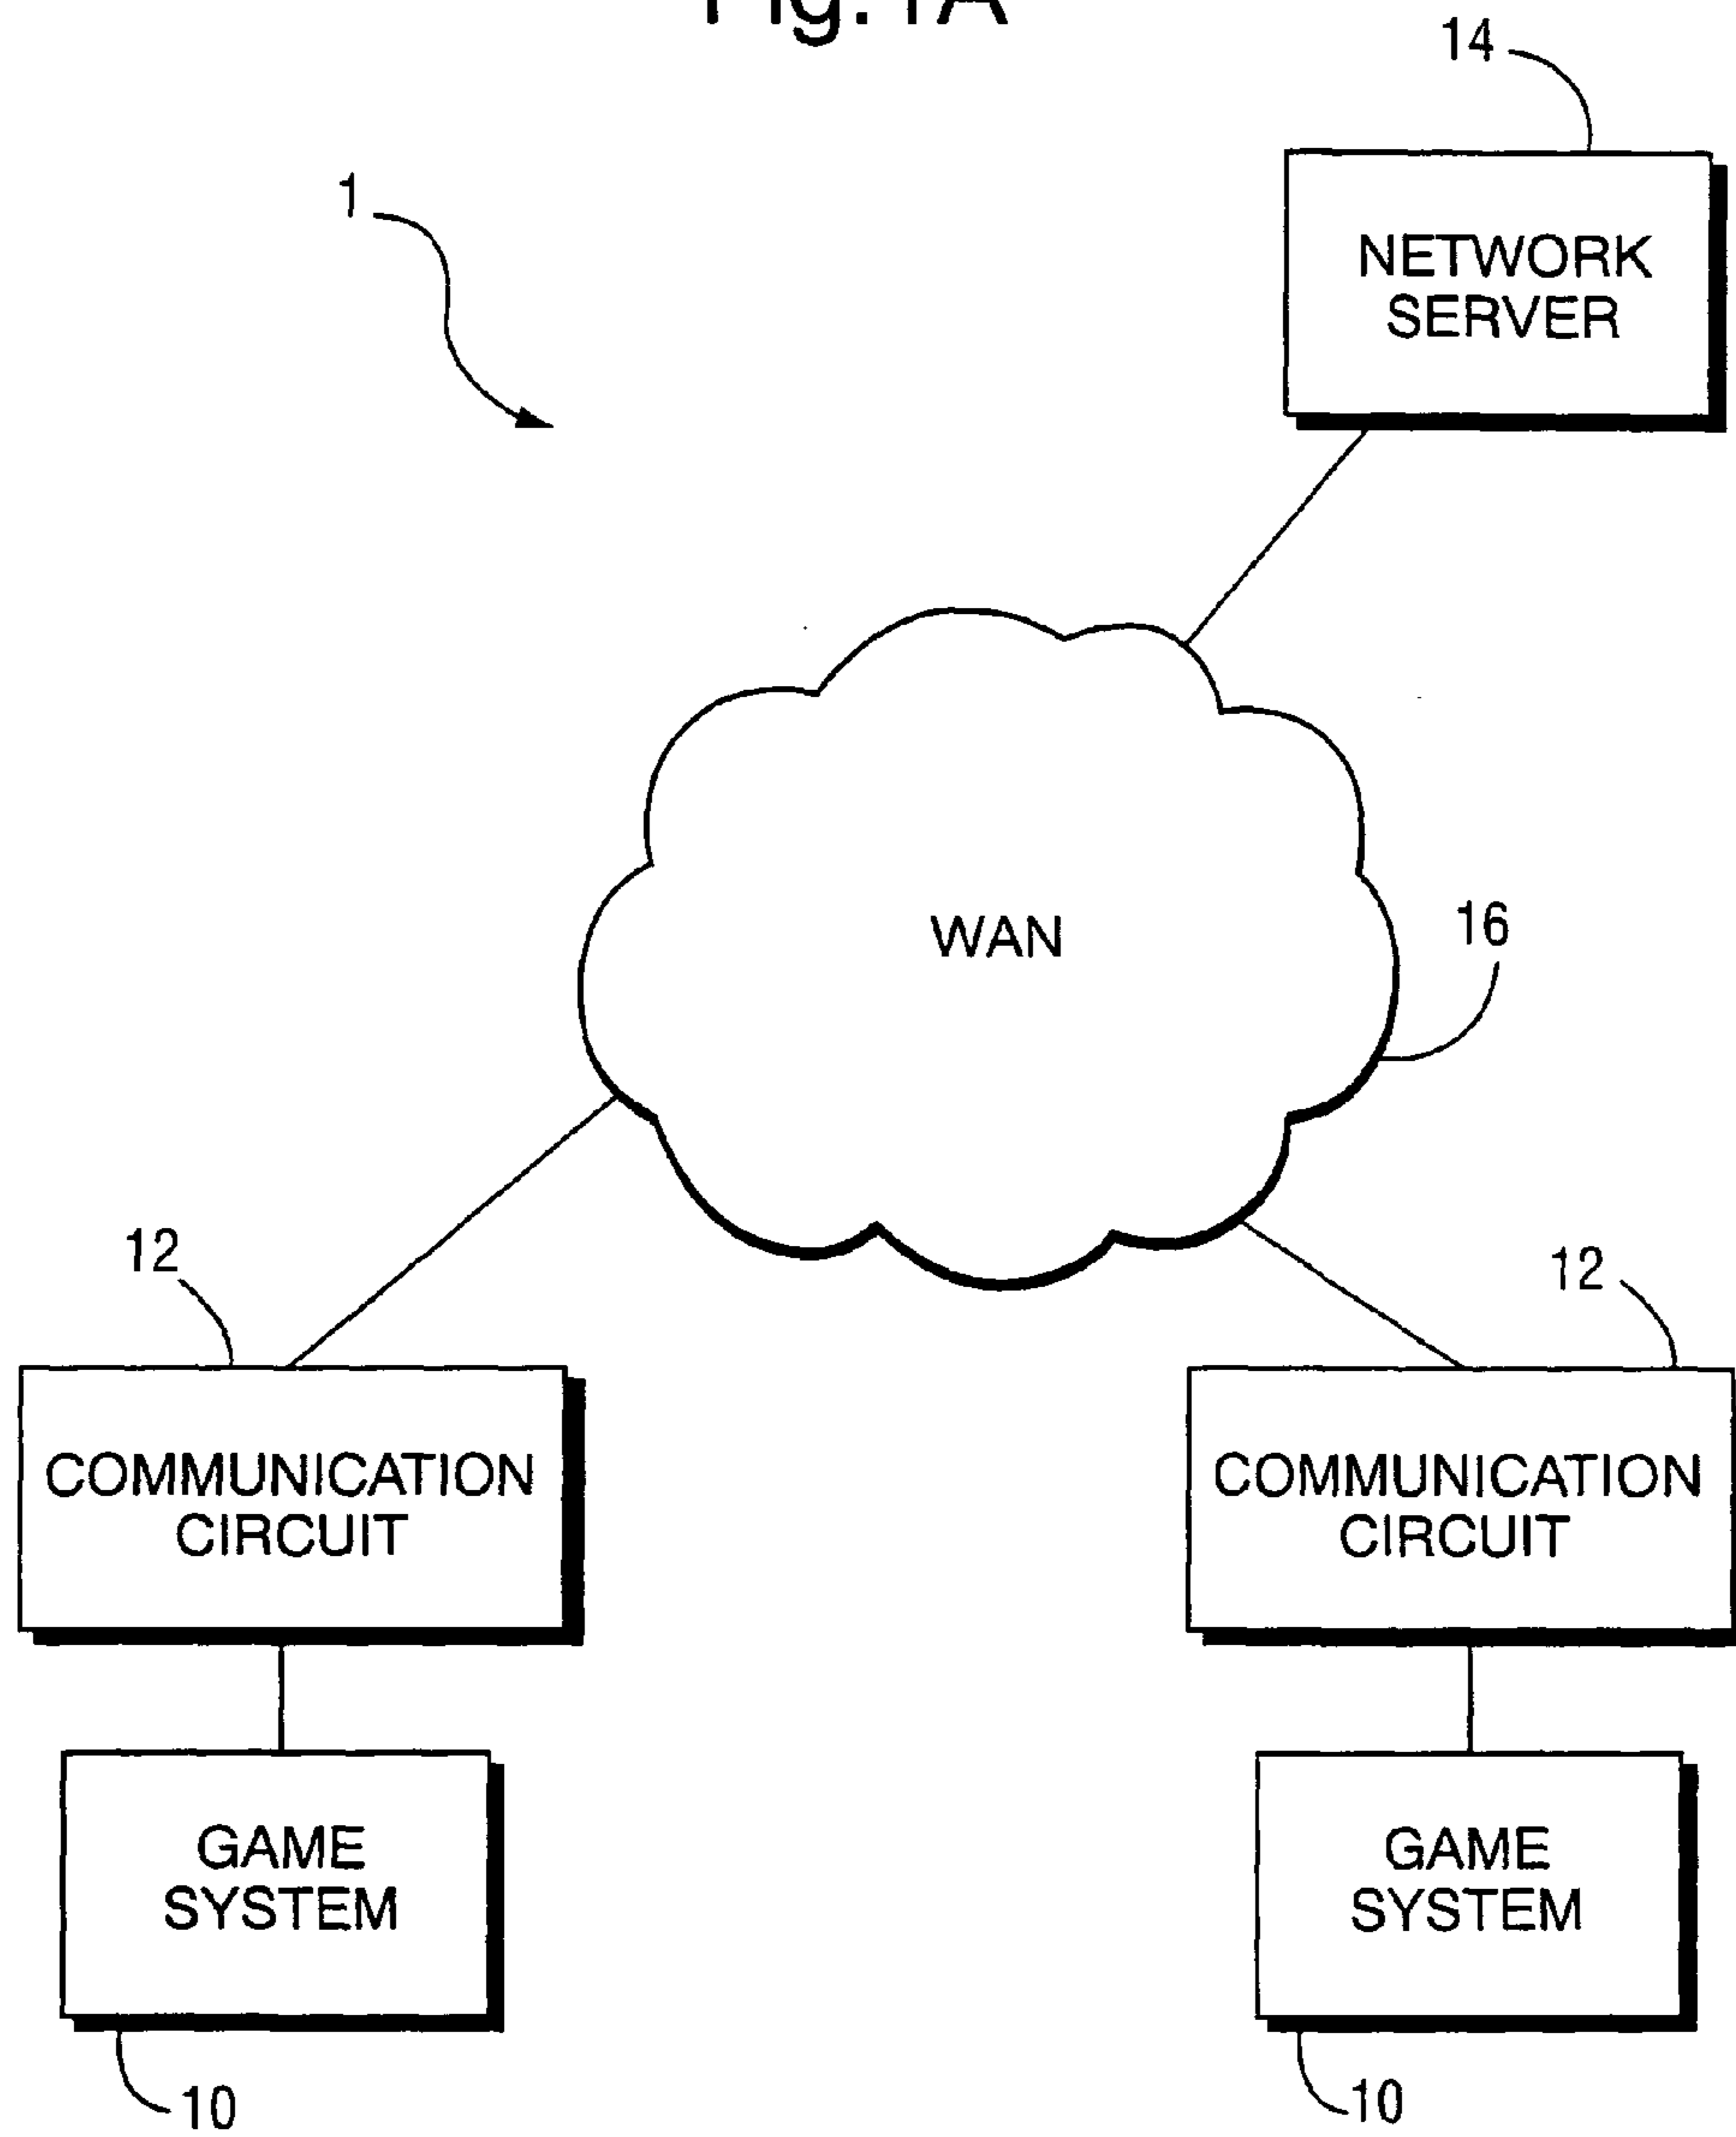 Fig.1A
14
1
NETWORK
SERVER
WAN
16
12
12
COMMUNICATION
CIRCUIT
COMMUNICATION
CIRCUIT
GAME
SYSTEM
GAME
SYSTEM
10
10